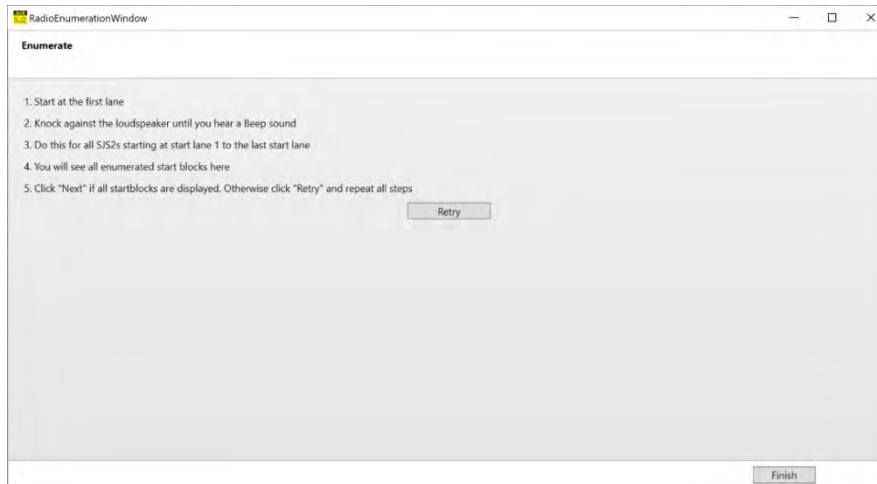 SJ2
RadioEnumerationWindow
Enumerate
1. Start at the first lane
2. Knock against the loudspeaker until you hear a Beep sound
3. Do this for all SJS2s starting at start lane 1 to the last start lane
4. You will see all enumerated start blocks here
5. Click "Next" if all startblocks are displayed. Otherwise click "Retry" and repeat all steps
Retry
Finish